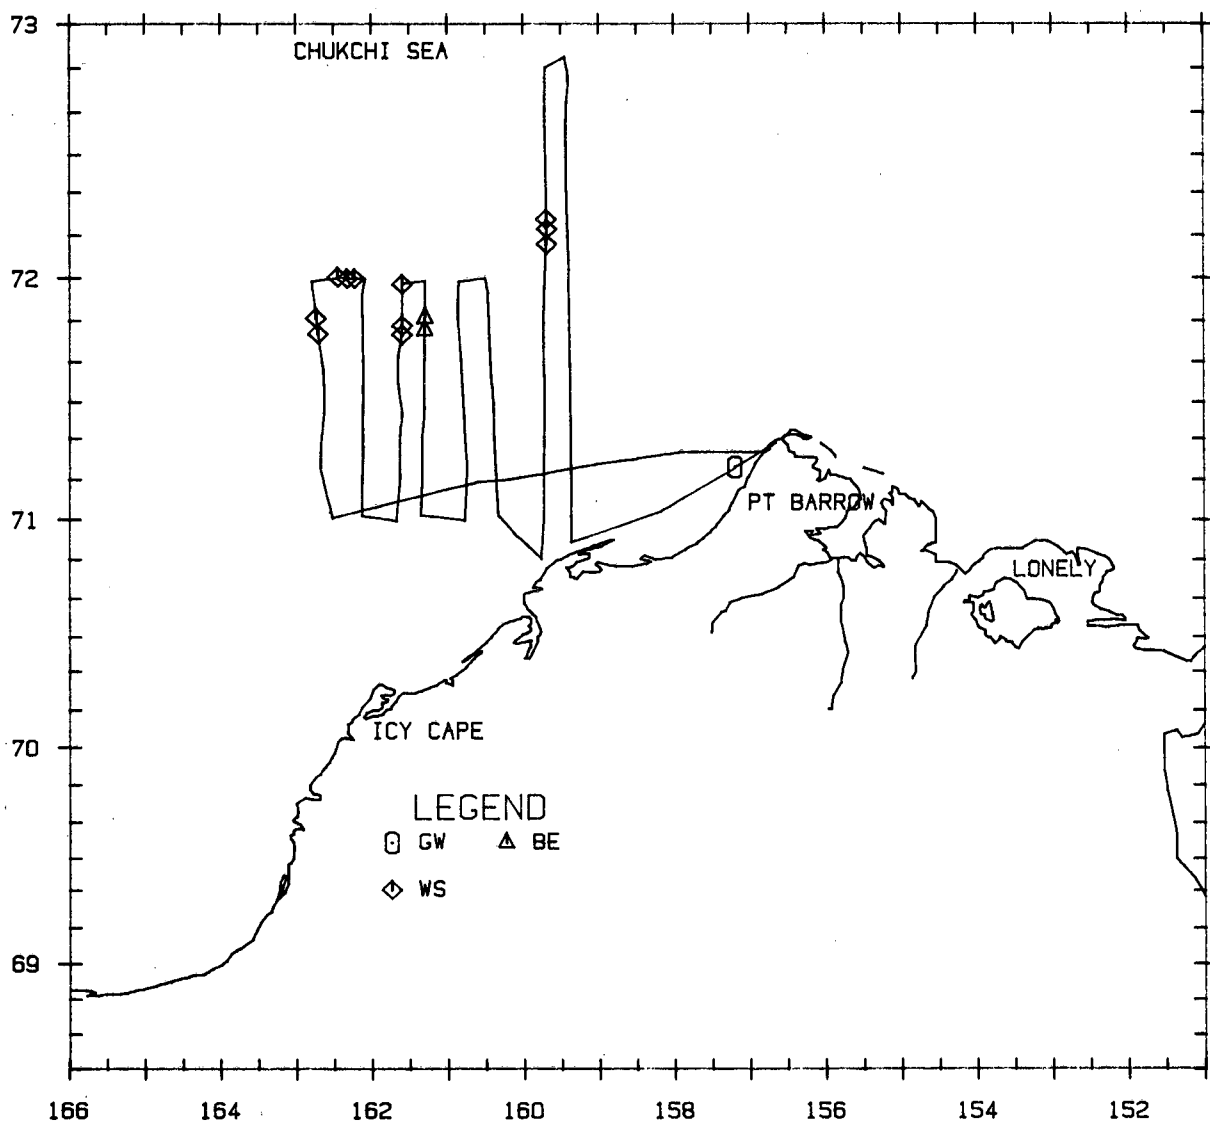 73
CHUKCHI SEA
72
71
PT BARROW
LONELY
70
ICY CAPE
LEGEND
GW BE
WS
69
166 164 162 160 158 156 154 152